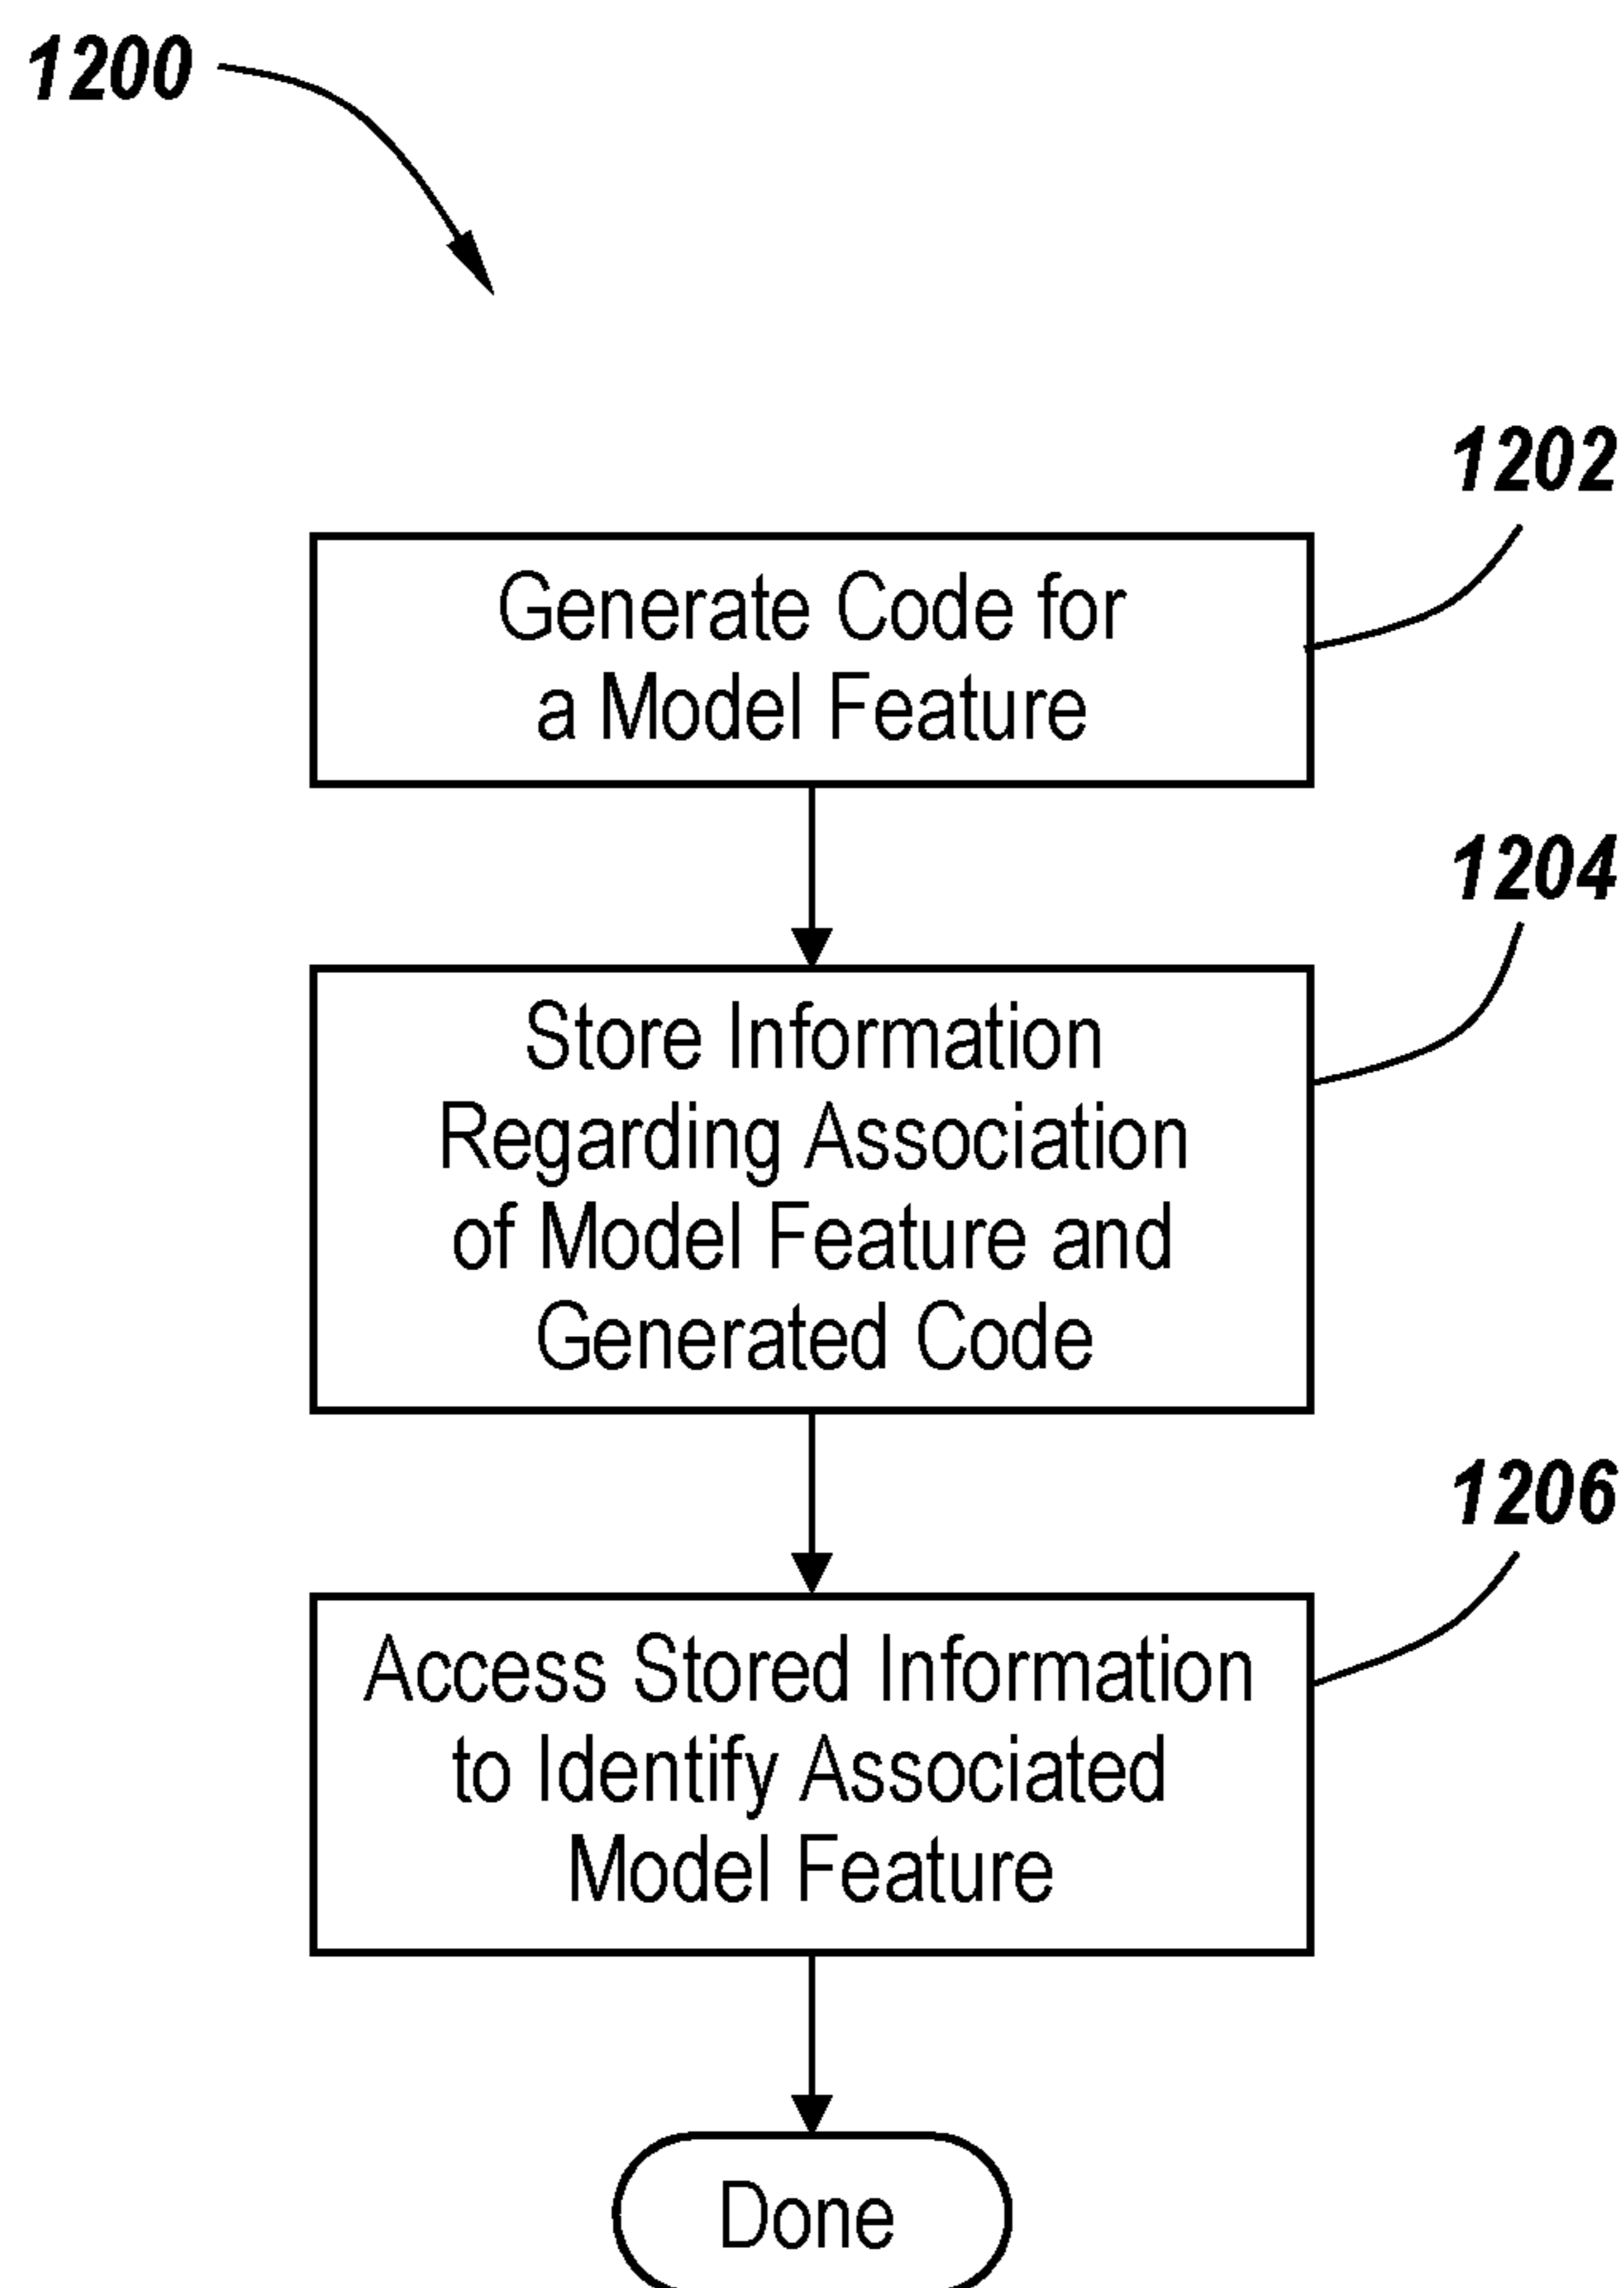 1200
1202
Generate Code for
a Model Feature
1204
Store Information
Regarding Association
of Model Feature and
Generated Code
1206
Access Stored Information
to Identify Associated
Model Feature
Done